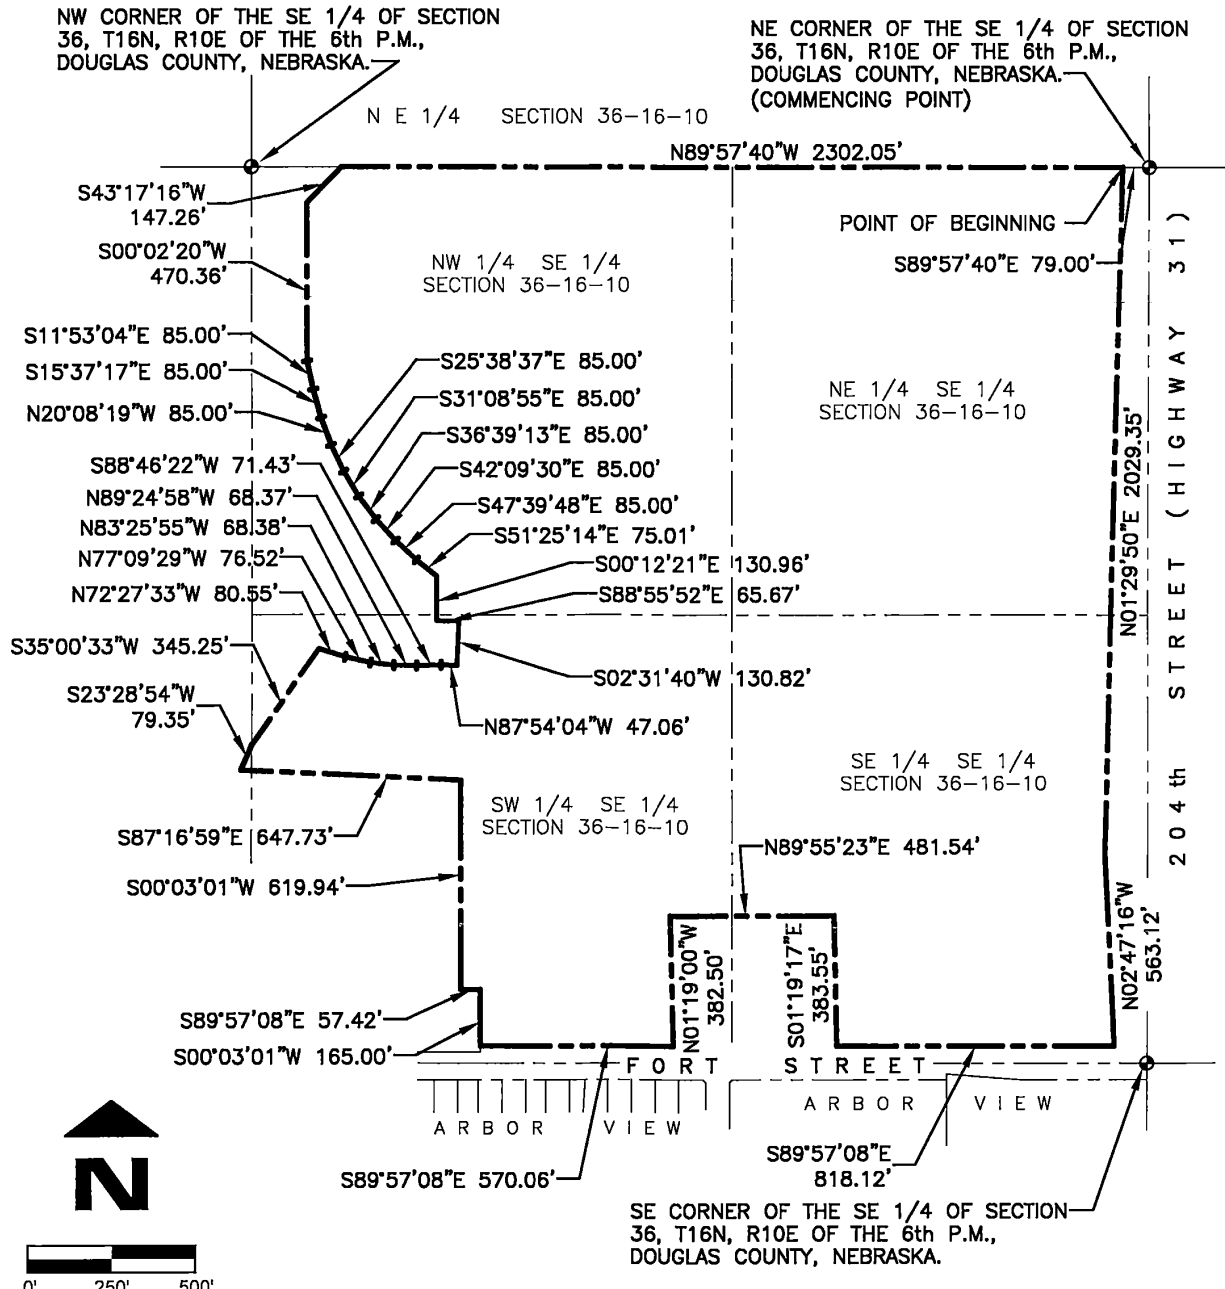 NW CORNER OF THE SE 1/4 OF SECTION
36, T16N, R10E OF THE 6th P.M.,
DOUGLAS COUNTY, NEBRASKA.
NE CORNER OF THE SE 1/4 OF SECTION
36, T16N, R10E OF THE 6th P.M.,
DOUGLAS COUNTY, NEBRASKA.
(COMMENCING POINT)
N E 1/4 SECTION 36-16-10
N89°57'40"W 2302.05'
S43°17'16"W
147.26'
POINT OF BEGINNING
S00°02'20"W
470.36'
NW 1/4 SE 1/4
SECTION 36-16-10
S89°57'40"E 79.00'
S11°53'04"E 85.00'
S15°37'17"E 85.00'
N20°08'19"W 85.00'
S25°38'37"E 85.00'
S31°08'55"E 85.00'
S36°39'13"E 85.00'
S42°09'30"E 85.00'
S47°39'48"E 85.00'
S51°25'14"E 75.01'
NE 1/4 SE 1/4
SECTION 36-16-10
S88°46'22"W 71.43'
N89°24'58"W 68.37'
N83°25'55"W 68.38'
N77°09'29"W 76.52'
N72°27'33"W 80.55'
S00°12'21"E 130.96'
S88°55'52"E 65.67'
N01°29'50"E 2029.35'
204th STREET (HIGHWAY 31)
S35°00'33"W 345.25'
S02°31'40"W 130.82'
S23°28'54"W
79.35'
N87°54'04"W 47.06'
SE 1/4 SE 1/4
SECTION 36-16-10
SW 1/4 SE 1/4
SECTION 36-16-10
S87°16'59"E 647.73'
N89°55'23"E 481.54'
S00°03'01"W 619.94'
N01°19'00"W
382.50'
S01°19'17"E
383.55'
N02°47'16"W
563.12'
S89°57'08"E 57.42'
S00°03'01"W 165.00'
FORT STREET
ARBOR VIEW
ARBOR VIEW
S89°57'08"E 570.06'
S89°57'08"E
818.12'
SE CORNER OF THE SE 1/4 OF SECTION
36, T16N, R10E OF THE 6th P.M.,
DOUGLAS COUNTY, NEBRASKA.
N
0' 250' 500'